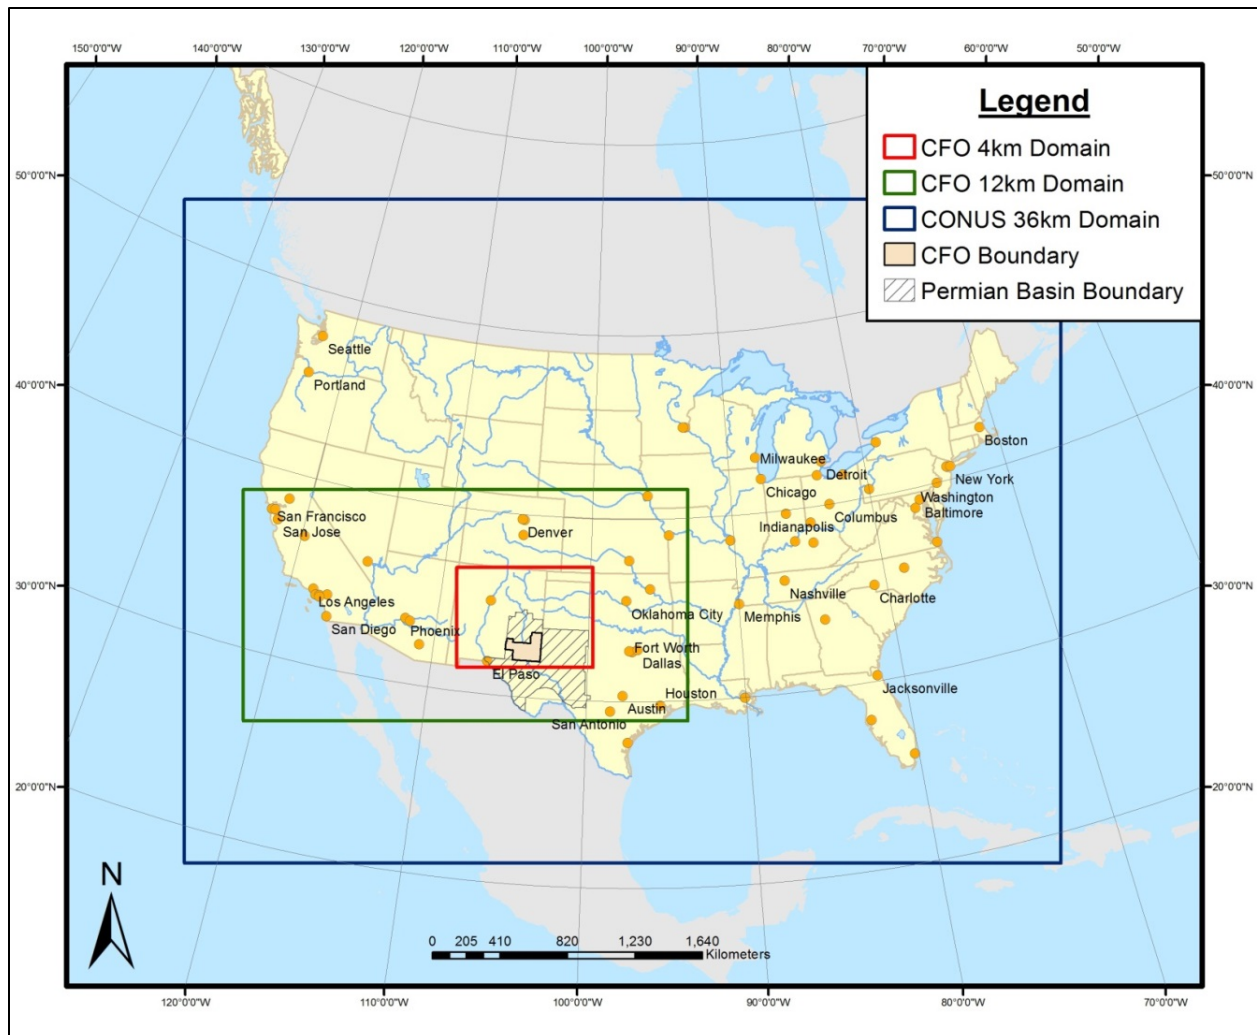 150°0'0"W 140°0'0"W 130°0'0"W 120°0'0"W 110°0'0"W 100°0'0"W 90°0'0"W 80°0'0"W 70°0'0"W 60°0'0"W 50°0'0"W
Legend
CFO 4km Domain
CFO 12km Domain
CONUS 36km Domain
CFO Boundary
Permian Basin Boundary
50°0'0"N 50°0'0"N
40°0'0"N 40°0'0"N
30°0'0"N 30°0'0"N
20°0'0"N 20°0'0"N
Seattle
Portland
Boston
Milwaukee
Detroit
New York
Chicago
Washington
Baltimore
Columbus
Indianapolis
San Francisco
San Jose
Denver
Nashville
Charlotte
Los Angeles
Oklahoma City
Memphis
San Diego
Phoenix
Fort Worth
Dallas
El Paso
Jacksonville
Houston
Austin
San Antonio
N
0 205 410 820 1,230 1,640
Kilometers
120°0'0"W 110°0'0"W 100°0'0"W 90°0'0"W 80°0'0"W 70°0'0"W